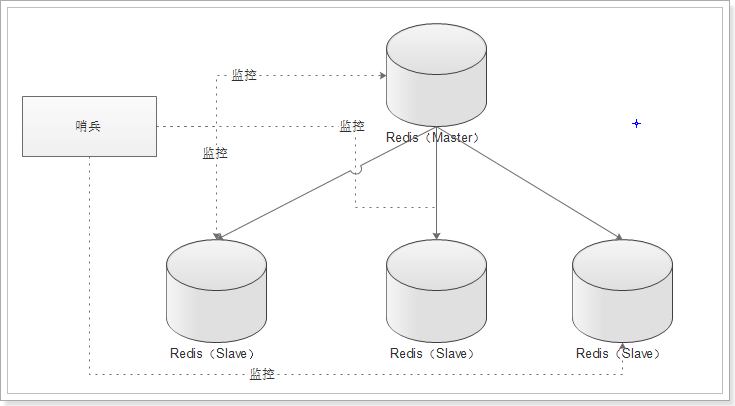 监控
哨兵
监控
Redis（Master）
监控
Redis（Slave）
Redis（Slave）
Redis（Slave）
监控